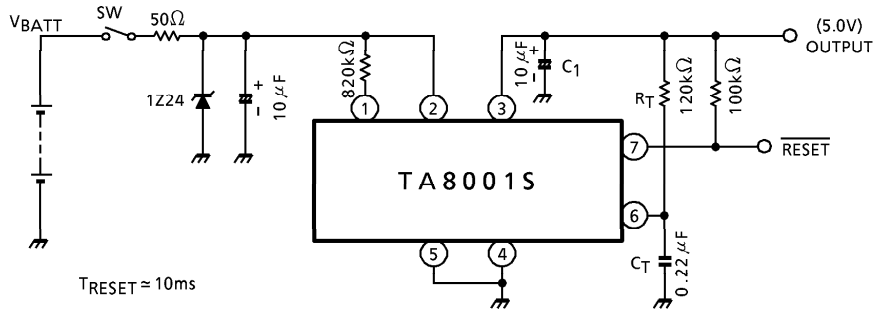 SW
VBATT
50Ω
(5.0V)
OUTPUT
1Z24
+
-
10μF
820kΩ
10μF
+
-
C1
RT
120kΩ
100kΩ
1
2
3
TA8001S
7
RESET
6
5
4
CT
0.22μF
TRESET≃10ms